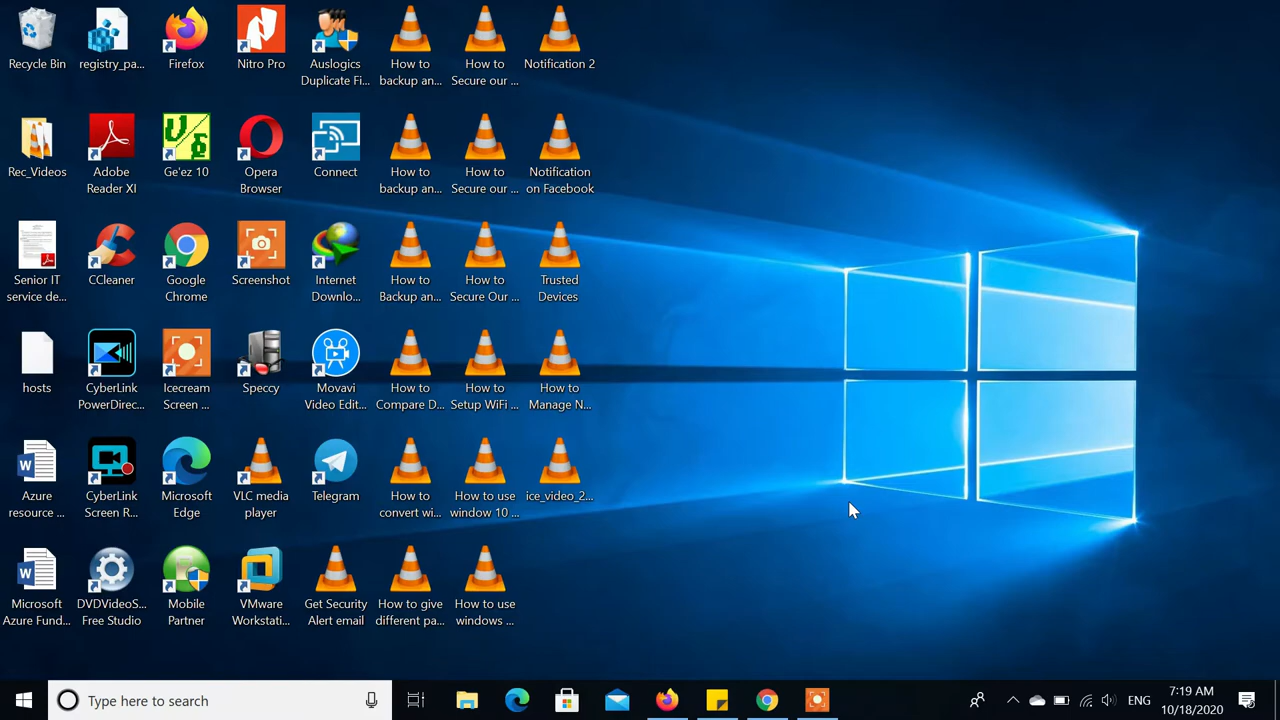 Recycle Bin
registry_pa...
Firefox
Nitro Pro
Auslogics
Duplicate Fi...
How to
backup an...
How to
Secure our ...
Notification 2
Rec_Videos
Adobe
Reader XI
Ge'ez 10
Opera
Browser
Connect
How to
backup an...
How to
Secure our ...
Notification
on Facebook
Senior IT
service de...
CCleaner
Google
Chrome
Screenshot
Internet
Downlo...
How to
Backup an...
How to
Secure Our ...
Trusted
Devices
hosts
CyberLink
PowerDirec...
Icecream
Screen ...
Speccy
Movavi
Video Edit...
How to
Compare D...
How to
Setup WiFi ...
How to
Manage N...
Azure
resource ...
CyberLink
Screen R...
Microsoft
Edge
VLC media
player
Telegram
How to
convert wi...
How to use
window 10 ...
ice_video_2...
Microsoft
Azure Fund...
DVDVideoS...
Free Studio
Mobile
Partner
VMware
Workstati...
Get Security
Alert email
How to give
different pa...
How to use
windows ...
Type here to search
ENG
7:19 AM
10/18/2020